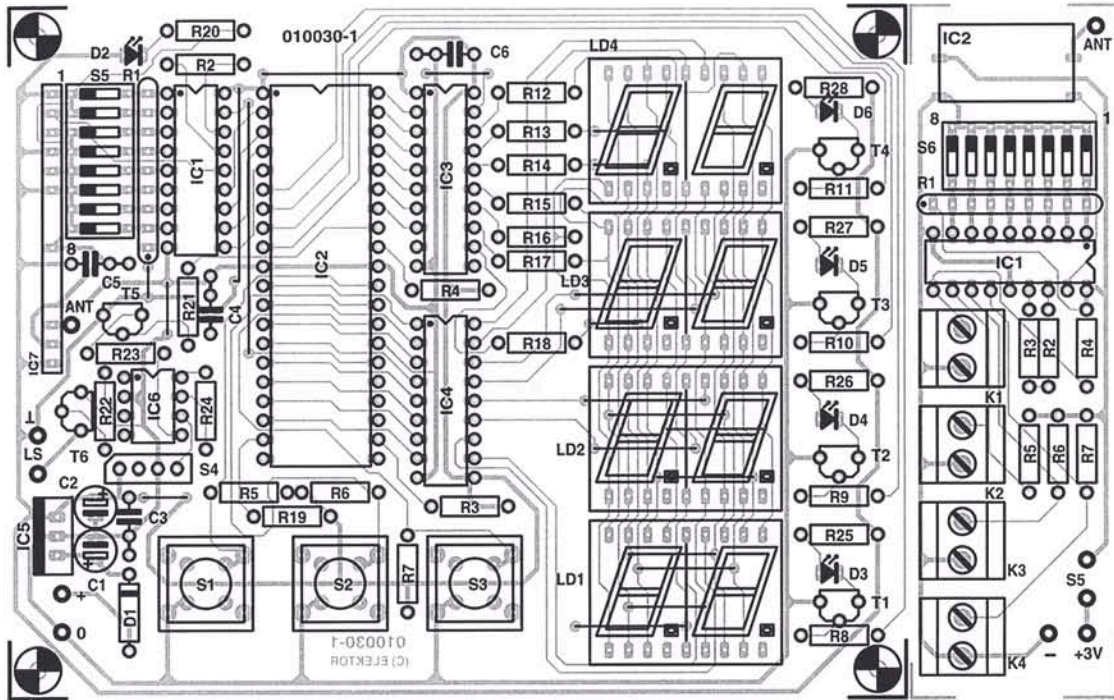 R20
010030-1
D2
C6
LD4
R2
1
S5
R1
IC1
R12
R13
R14
R15
R16
R17
IC3
IC2
R28
D6
T4
R11
R27
8
C5
T5
ANT
R21
C4
R4
LD3
D5
T3
R10
IC7
R23
R18
R22
IC6
R24
IC4
R26
D4
⊥
LS
T6
S4
LD2
T2
C2
R5
R6
R3
R9
IC5
C3
R19
R25
C1
S1
S2
R7
S3
LD1
D3
T1
+
D1
0
R8
010030-1
(C) ELEKTOR
IC2
ANT
8
1
S6
R1
IC1
R3
R2
R4
K1
R5
R6
R7
K2
K3
S5
K4
-
+3V